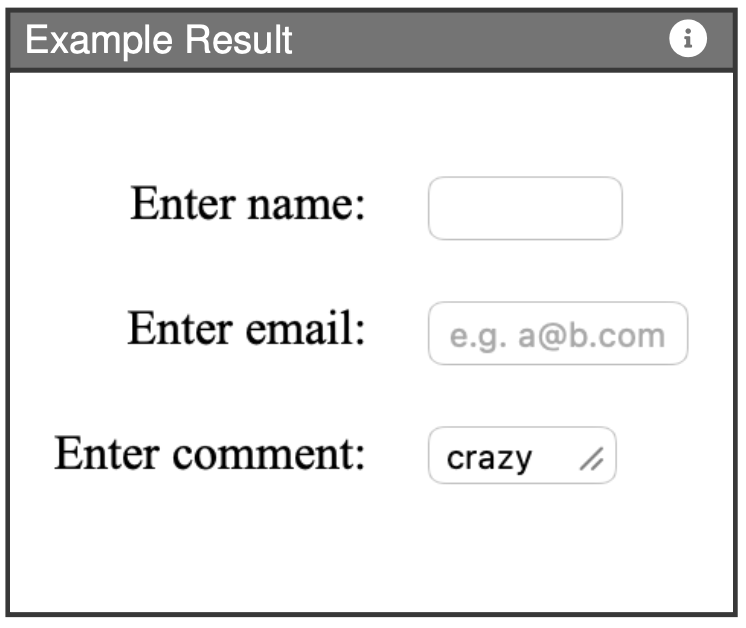 Example Result
Enter name:
Enter email: e.g. a@b.com
Enter comment: crazy